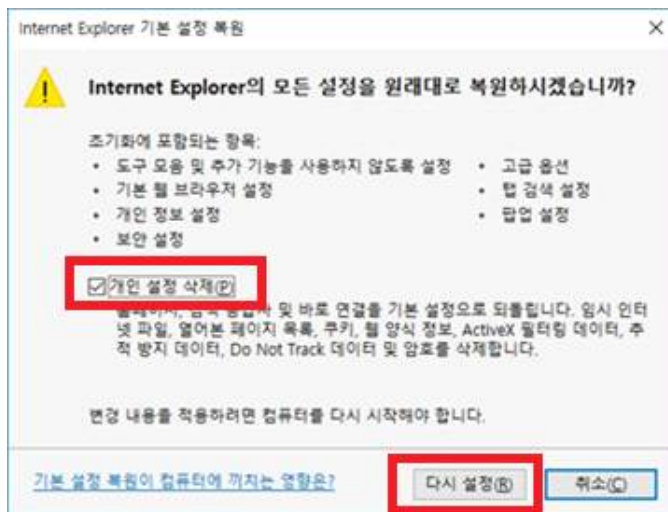 Internet Explorer 기본 설정 복원
Internet Explorer의 모든 설정을 원래대로 복원하시겠습니까?
초기화에 포함되는 항목:
• 도구 모음 및 추가 기능을 사용하지 않도록 설정
• 고급 옵션
• 기본 웹 브라우저 설정
• 탭 검색 설정
• 개인 정보 설정
• 팝업 설정
• 보안 설정
개인 설정 삭제(P)
및 바로 연결을 기본 설정으로 되돌립니다. 임시 인터
넷 파일, 열어본 페이지 목록, 쿠키, 웹 양식 정보, ActiveX 필터링 데이터, 추
적 방지 데이터, Do Not Track 데이터 및 암호를 삭제합니다.
변경 내용을 적용하려면 컴퓨터를 다시 시작해야 합니다.
기본 설정 복원이 컴퓨터에 끼치는 영향은?
다시 설정(R)
취소(C)